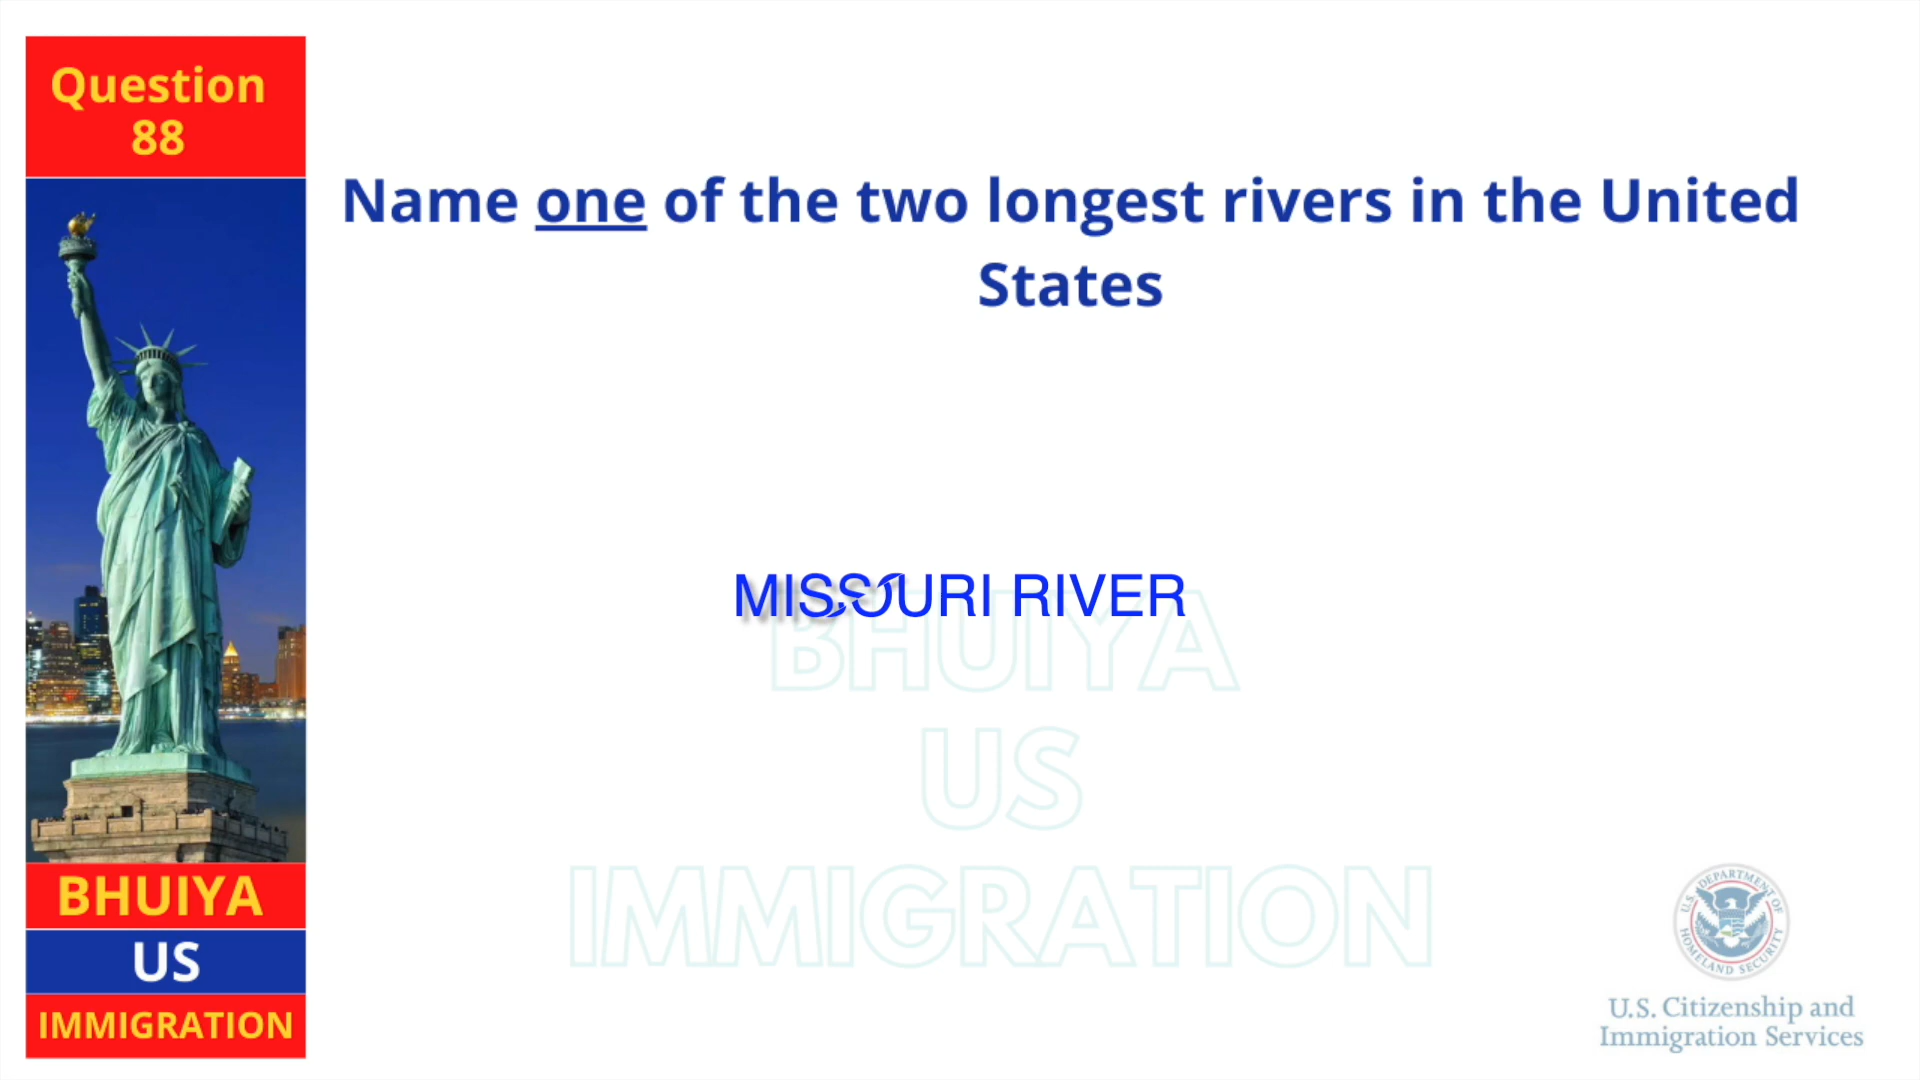 Question
88
Name one of the two longest rivers in the United
States
MISSOURI RIVER
BHUIYA
US
IMMIGRATION
BHUIYA
US
IMMIGRATION
U.S. DEPARTMENT OF
HOMELAND SECURITY
U.S. Citizenship and
Immigration Services